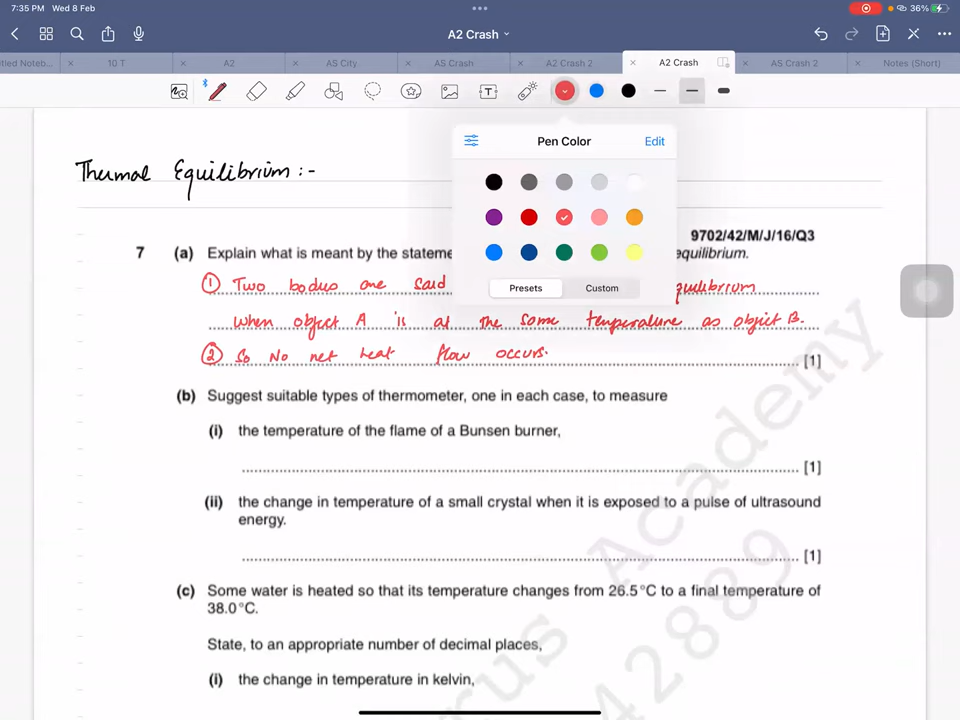 7:35 PM Wed 8 Feb
36%
A2 Crash
tled Noteb...
10 T
A2
AS City
AS Crash
A2 Crash 2
A2 Crash
AS Crash 2
Notes (Short)
Pen Color
Edit
Presets
Custom
Thermal Equilibrium :-
9702/42/M/J/16/Q3
7 (a) Explain what is meant by the stateme equilibrium.
① Two bodies are said equilibrium
when object A is at the same temperature as object B.
② So No net heat flow occurs. [1]
(b) Suggest suitable types of thermometer, one in each case, to measure
(i) the temperature of the flame of a Bunsen burner,
[1]
(ii) the change in temperature of a small crystal when it is exposed to a pulse of ultrasound
energy.
[1]
(c) Some water is heated so that its temperature changes from 26.5 °C to a final temperature of
38.0 °C.
State, to an appropriate number of decimal places,
(i) the change in temperature in kelvin,
rus Academy
42889